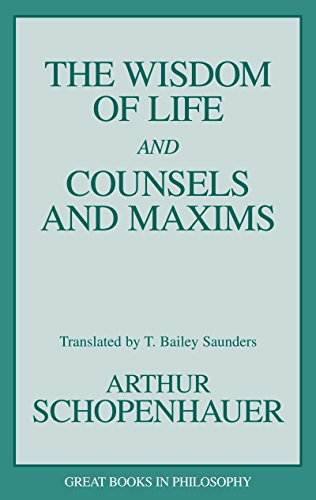 THE WISDOM
OF LIFE
AND
COUNSELS
AND MAXIMS
Translated by T. Bailey Saunders
ARTHUR
SCHOPENHAUER
GREAT BOOKS IN PHILOSOPHY